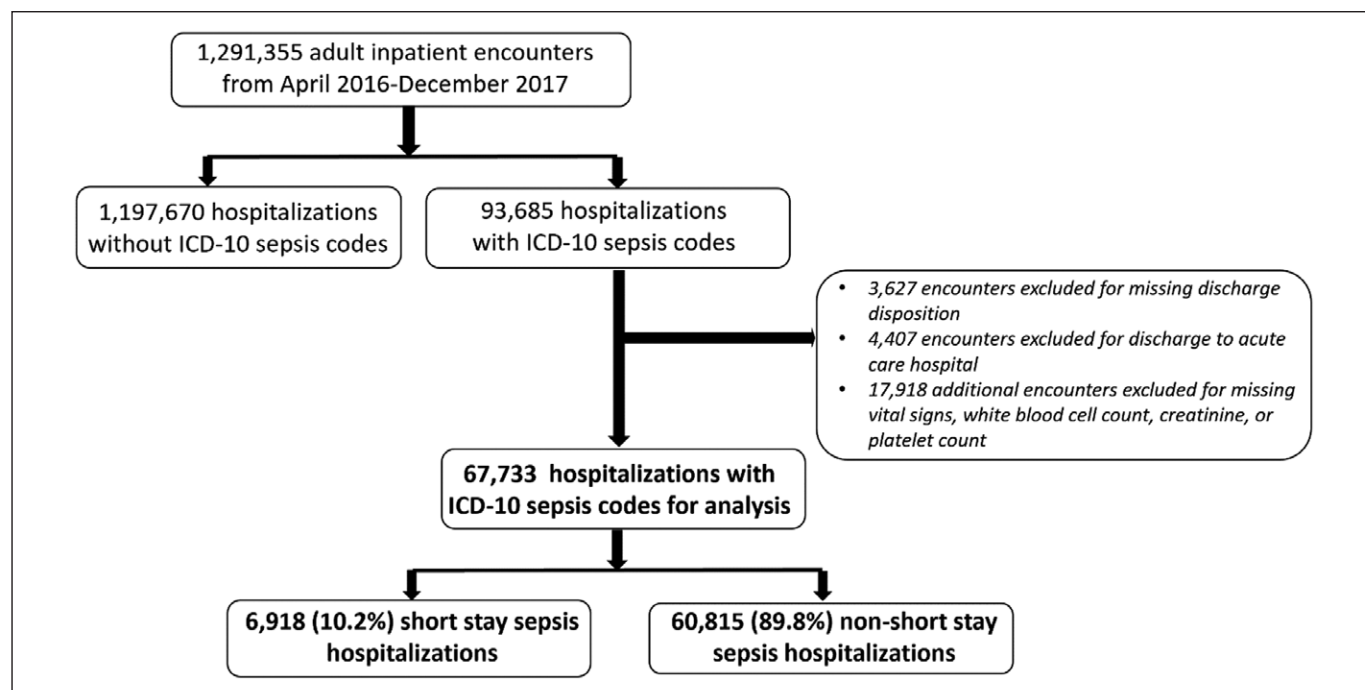 1,291,355 adult inpatient encounters
from April 2016-December 2017
1,197,670 hospitalizations
without ICD-10 sepsis codes
93,685 hospitalizations
with ICD-10 sepsis codes
• 3,627 encounters excluded for missing discharge
disposition
• 4,407 encounters excluded for discharge to acute
care hospital
• 17,918 additional encounters excluded for missing
vital signs, white blood cell count, creatinine, or
platelet count
67,733 hospitalizations with
ICD-10 sepsis codes for analysis
6,918 (10.2%) short stay sepsis
hospitalizations
60,815 (89.8%) non-short stay
sepsis hospitalizations